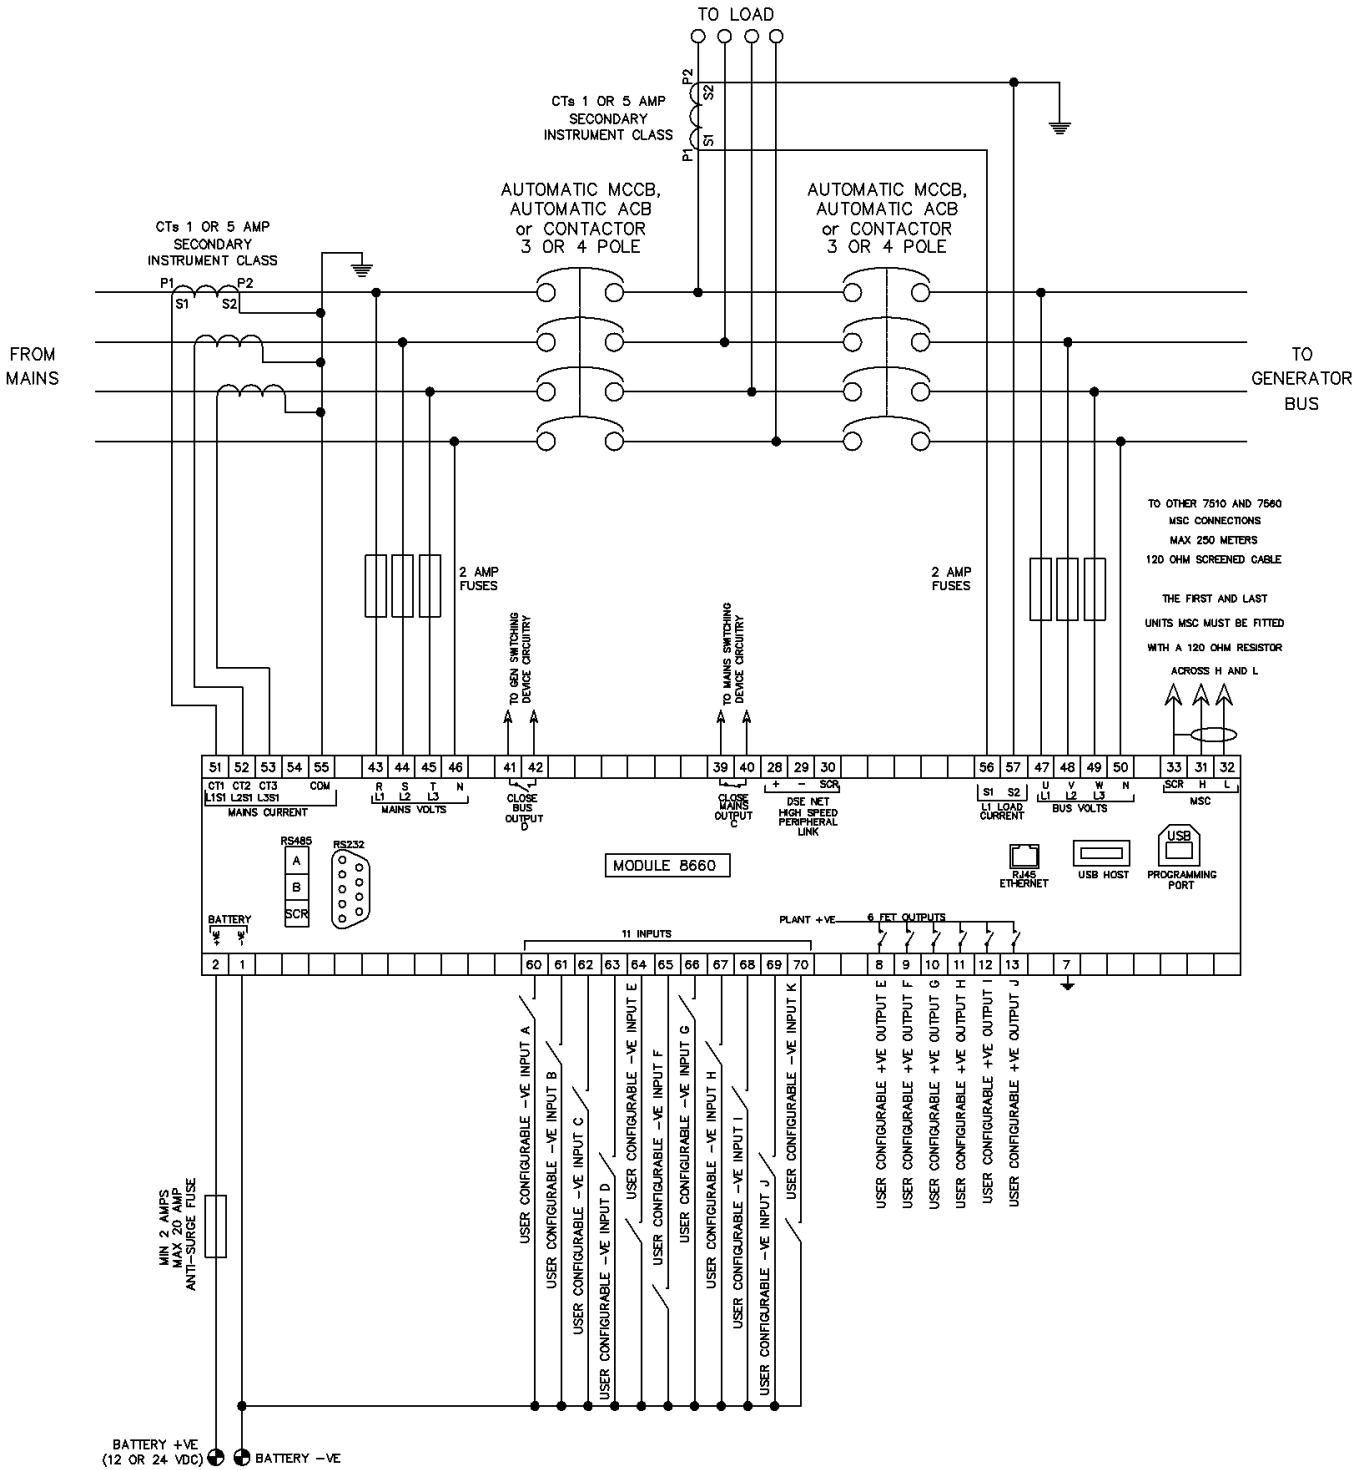 TO LOAD
P2
S2
CTs 1 OR 5 AMP
SECONDARY
INSTRUMENT CLASS
P1
S1
AUTOMATIC MCCB,
AUTOMATIC ACB
or CONTACTOR
3 OR 4 POLE
AUTOMATIC MCCB,
AUTOMATIC ACB
or CONTACTOR
3 OR 4 POLE
CTs 1 OR 5 AMP
SECONDARY
INSTRUMENT CLASS
P1
P2
S1
S2
FROM
MAINS
TO
GENERATOR
BUS
TO OTHER 7510 AND 7560
MSC CONNECTIONS
MAX 250 METERS
120 OHM SCREENED CABLE
THE FIRST AND LAST
UNITS MSC MUST BE FITTED
WITH A 120 OHM RESISTOR
ACROSS H AND L
2 AMP
FUSES
2 AMP
FUSES
TO GEN SWITCHING
DEVICE CIRCUITRY
TO MAINS SWITCHING
DEVICE CIRCUITRY
51 52 53 54 55 43 44 45 46 41 42 39 40 28 29 30 56 57 47 48 49 50 33 31 32
CT1 CT2 CT3 COM
L1S1 L2S1 L3S1
MAINS CURRENT
R S T N
L1 L2 L3
MAINS VOLTS
CLOSE
BUS
OUTPUT
D
CLOSE
MAINS
OUTPUT
C
+ − SCR
DSE NET
HIGH SPEED
PERIPHERAL
LINK
S1 S2
L1 LOAD
CURRENT
U V W N
L1 L2 L3
BUS VOLTS
SCR H L
MSC
RS485
A
B
SCR
RS232
MODULE 8660
RJ45
ETHERNET
USB HOST
USB
PROGRAMMING
PORT
BATTERY
+VE
-VE
11 INPUTS
PLANT +VE
6 FET OUTPUTS
2 1 60 61 62 63 64 65 66 67 68 69 70 8 9 10 11 12 13 7
USER CONFIGURABLE -VE INPUT A
USER CONFIGURABLE -VE INPUT B
USER CONFIGURABLE -VE INPUT C
USER CONFIGURABLE -VE INPUT D
USER CONFIGURABLE -VE INPUT E
USER CONFIGURABLE -VE INPUT F
USER CONFIGURABLE -VE INPUT G
USER CONFIGURABLE -VE INPUT H
USER CONFIGURABLE -VE INPUT I
USER CONFIGURABLE -VE INPUT J
USER CONFIGURABLE -VE INPUT K
USER CONFIGURABLE +VE OUTPUT E
USER CONFIGURABLE +VE OUTPUT F
USER CONFIGURABLE +VE OUTPUT G
USER CONFIGURABLE +VE OUTPUT H
USER CONFIGURABLE +VE OUTPUT I
USER CONFIGURABLE +VE OUTPUT J
MIN 2 AMPS
MAX 20 AMP
ANTI-SURGE FUSE
BATTERY +VE
(12 OR 24 VDC)
BATTERY -VE